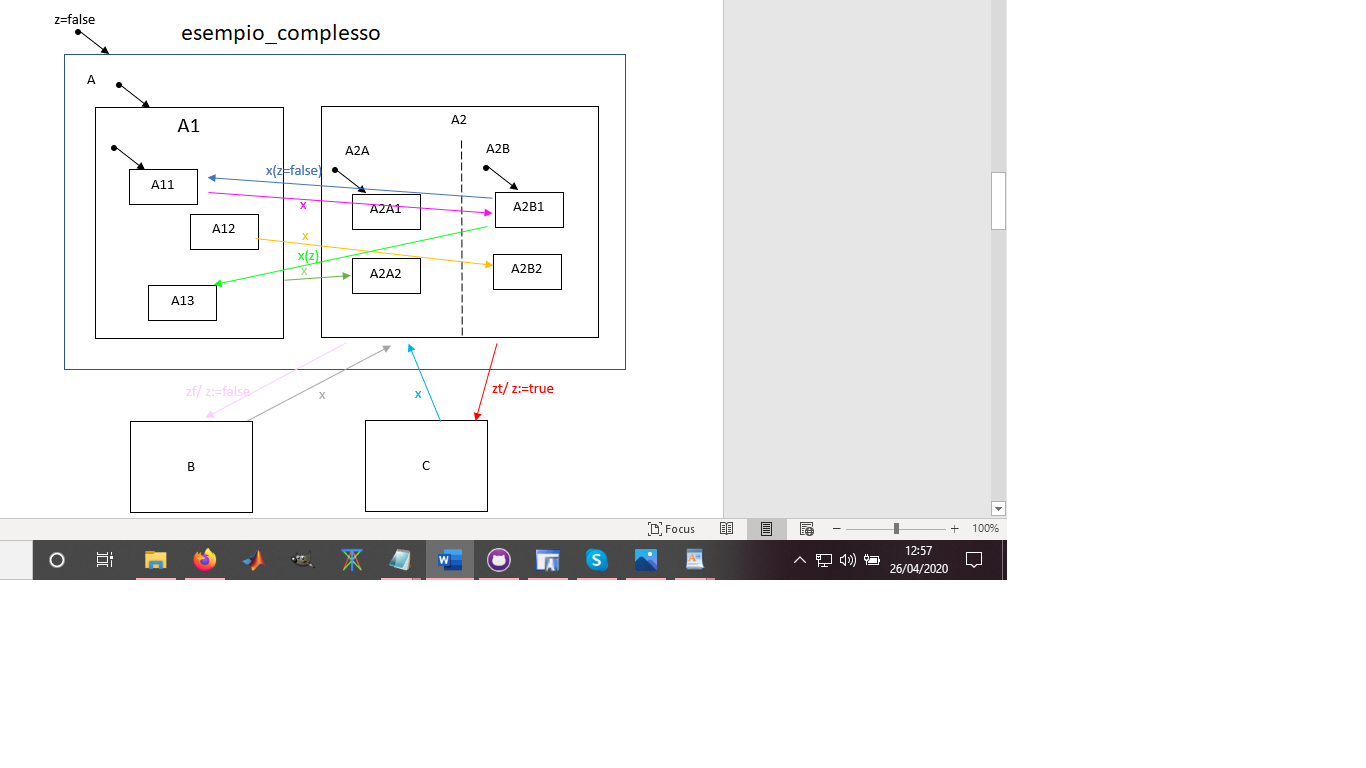 z=false
esempio_complesso
A
A1
A2
A2A
A2B
x(z=false)
A11
x
A2A1
A2B1
A12
x
x(z)
x
A2A2
A2B2
A13
zf/ z:=false
x
x
zt/ z:=true
B
C
Focus
100%
12:57
26/04/2020